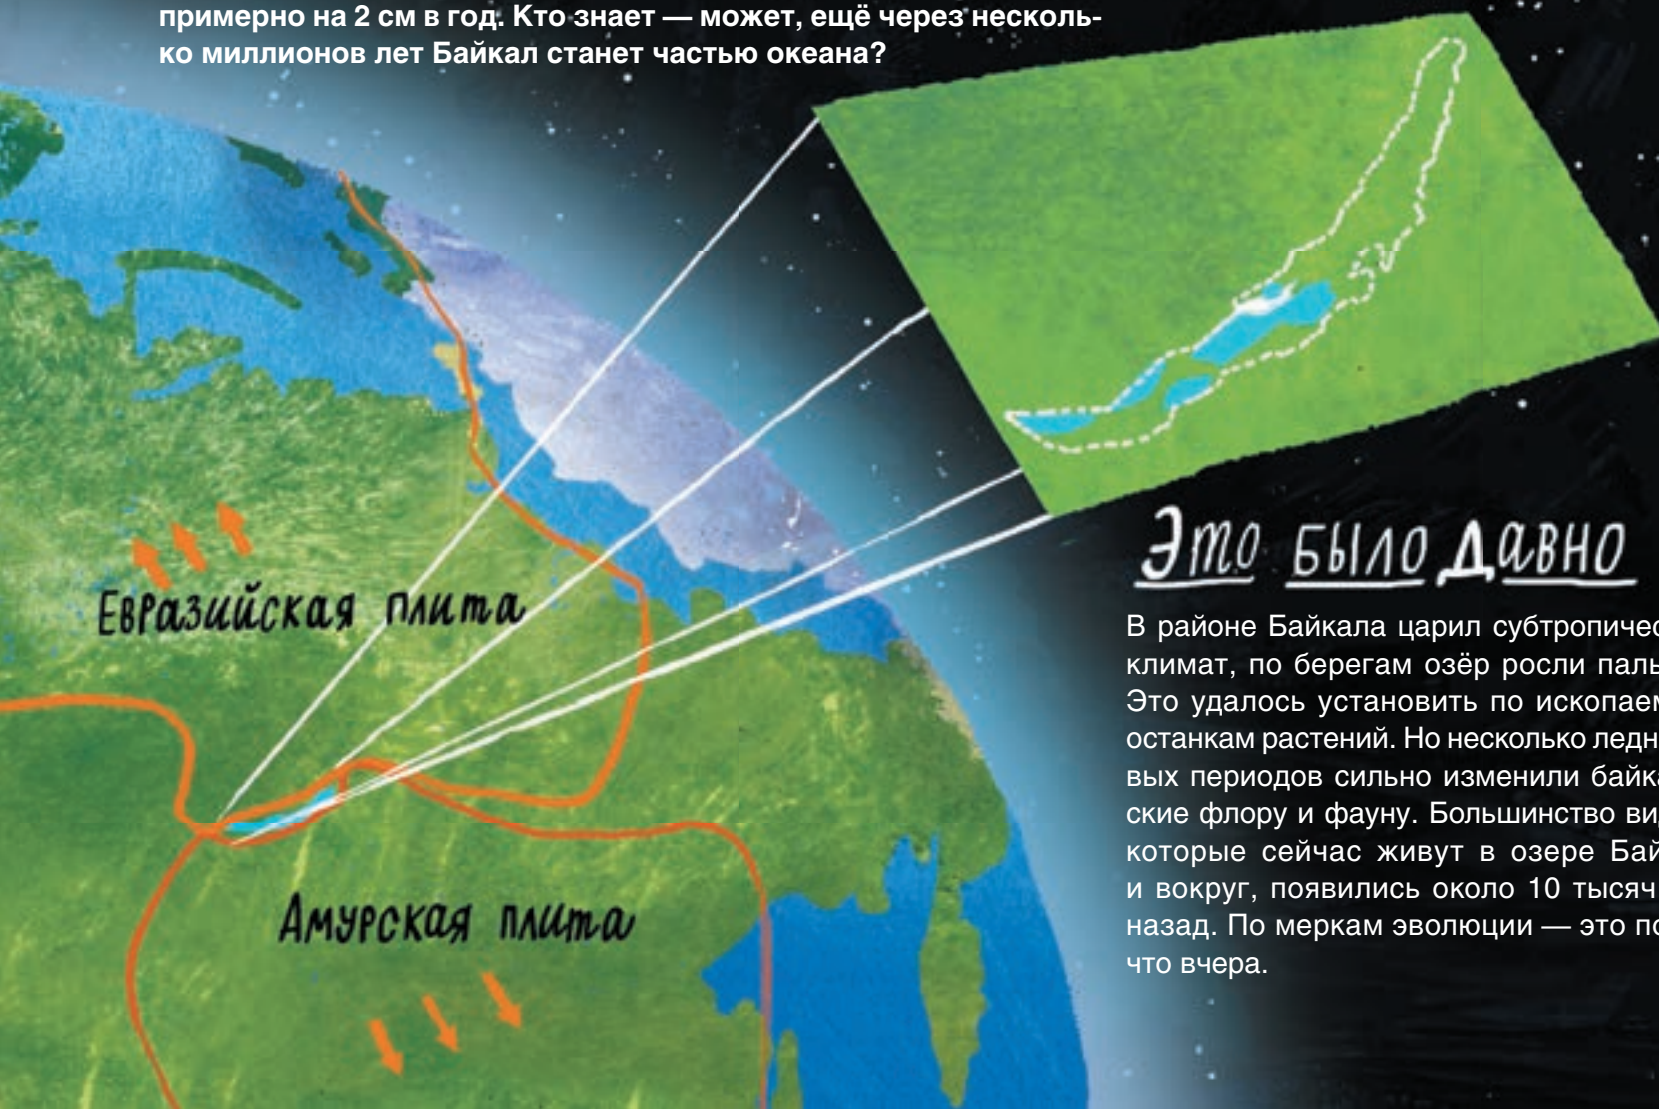 примерно на 2 см в год. Кто знает — может, ещё через несколь-
ко миллионов лет Байкал станет частью океана?
Евразийская плита
Амурская плита
Это было давно
В районе Байкала царил субтропичес
климат, по берегам озёр росли паль
Это удалось установить по ископаем
останкам растений. Но несколько ледн
вых периодов сильно изменили байка
ские флору и фауну. Большинство ви
которые сейчас живут в озере Бай
и вокруг, появились около 10 тысяч
назад. По меркам эволюции — это по
что вчера.